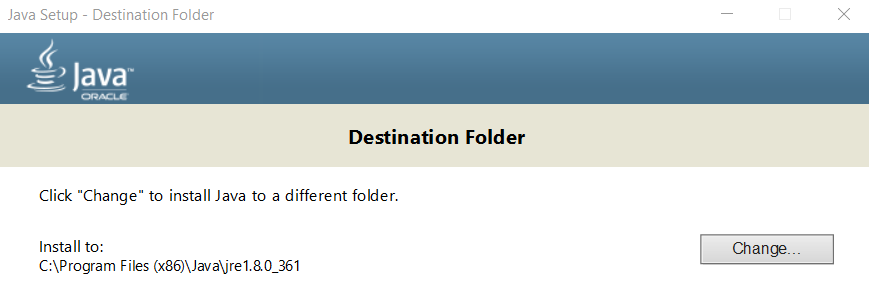 Java Setup - Destination Folder
Java™
ORACLE
Destination Folder
Click "Change" to install Java to a different folder.
Install to:
Change...
C:\Program Files (x86)\Java\jre1.8.0_361